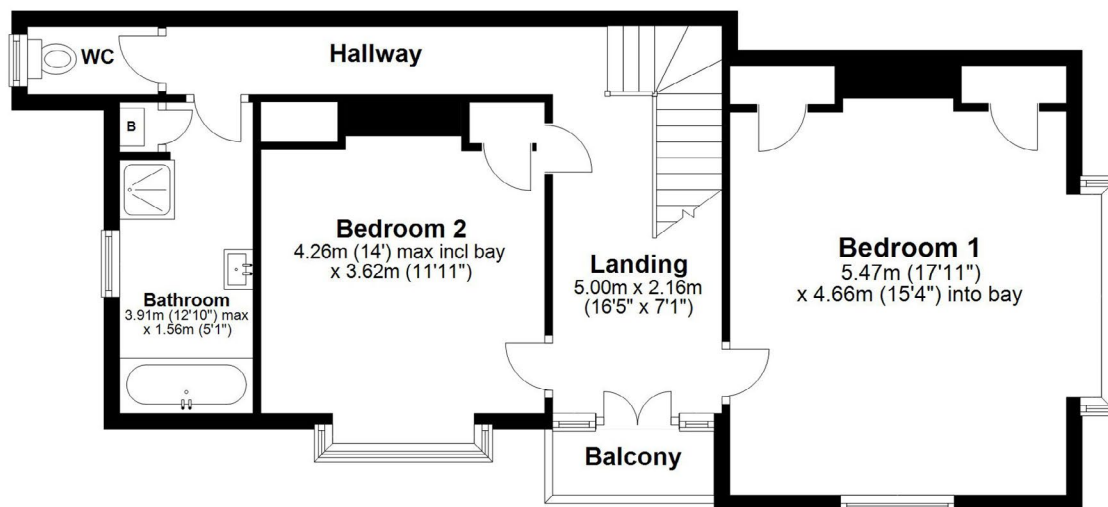 WC
Hallway
B
Bedroom 2
4.26m (14') max incl bay
x 3.62m (11'11")
Landing
5.00m x 2.16m
(16'5" x 7'1")
Bedroom 1
5.47m (17'11")
x 4.66m (15'4") into bay
Bathroom
3.91m (12'10") max
x 1.56m (5'1")
Balcony